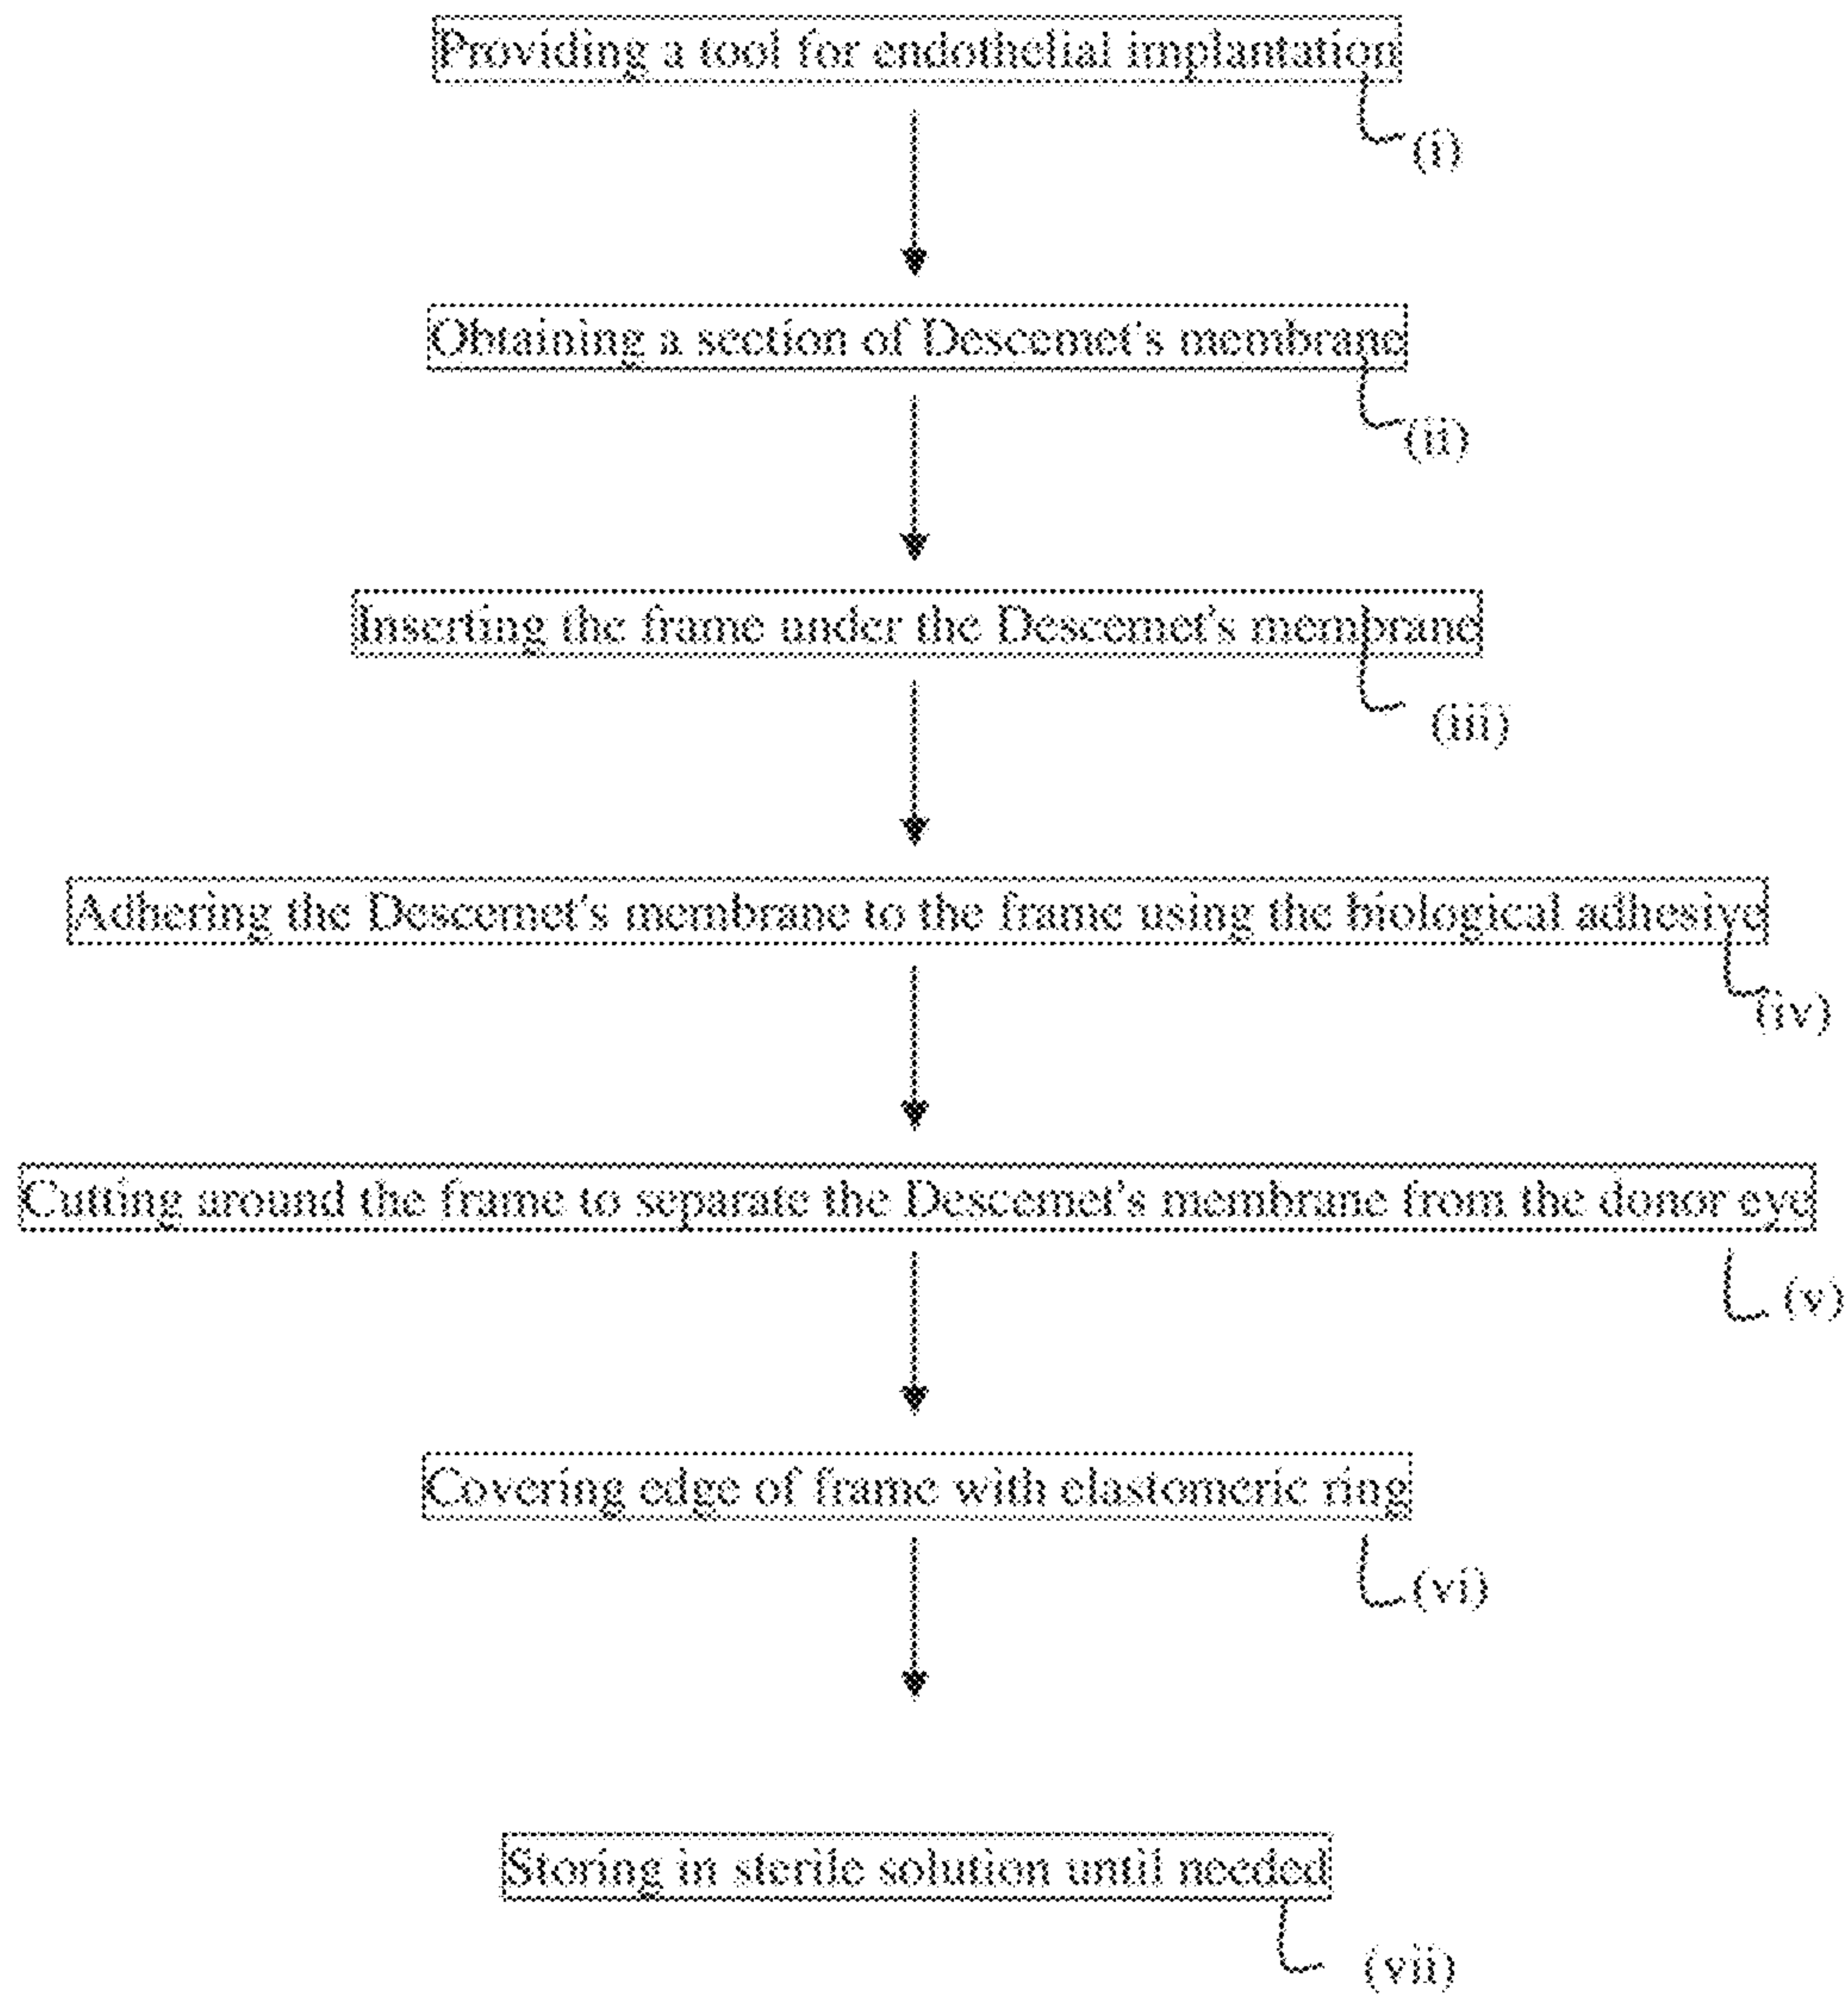 Providing a tool for endothelial implantation
(i)
Obtaining a section of Descemet's membrane
(ii)
Inserting the frame under the Descemet's membrane
(iii)
Adhering the Descemet's membrane to the frame using the biological adhesive
(iv)
Cutting around the frame to separate the Descemet's membrane from the donor eye
(v)
Covering edge of frame with elastomeric ring
(vi)
Storing in sterile solution until needed
(vii)